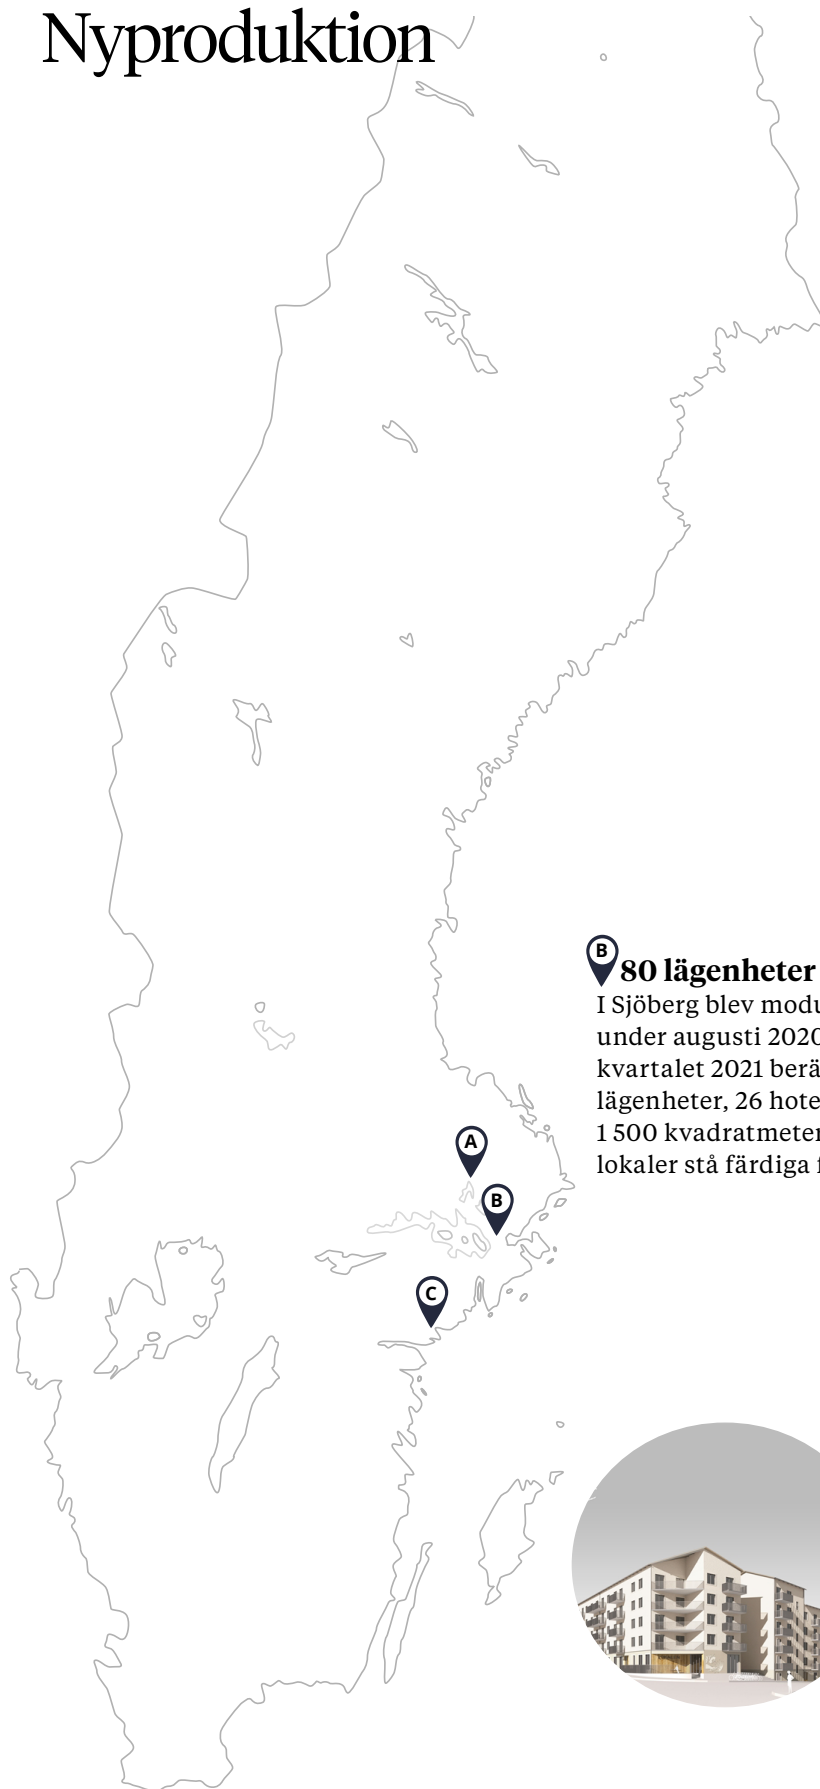 Nyproduktion
B
80 lägenheter
I Sjöberg blev modu
under augusti 2020
kvartalet 2021 berä
lägenheter, 26 hote
1 500 kvadratmeter
lokaler stå färdiga f
A
B
C